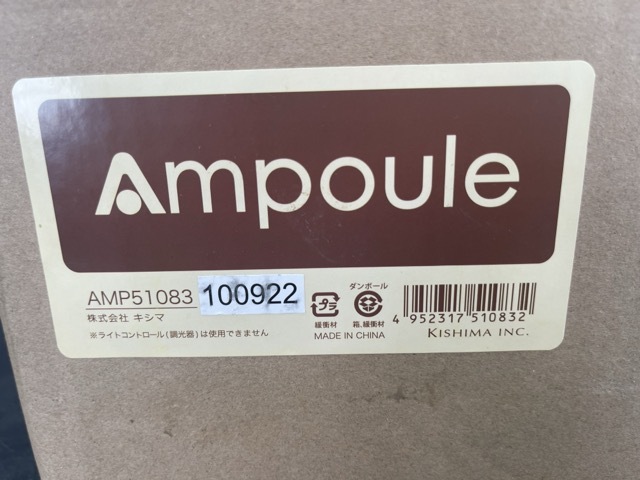 Ampoule
AMP51083 100922
株式会社 キシマ
※ライトコントロール(調光器)は使用できません
プラ
緩衝材
ダンボール
箱、緩衝材
MADE IN CHINA
4 952317 510832
KISHIMA INC.